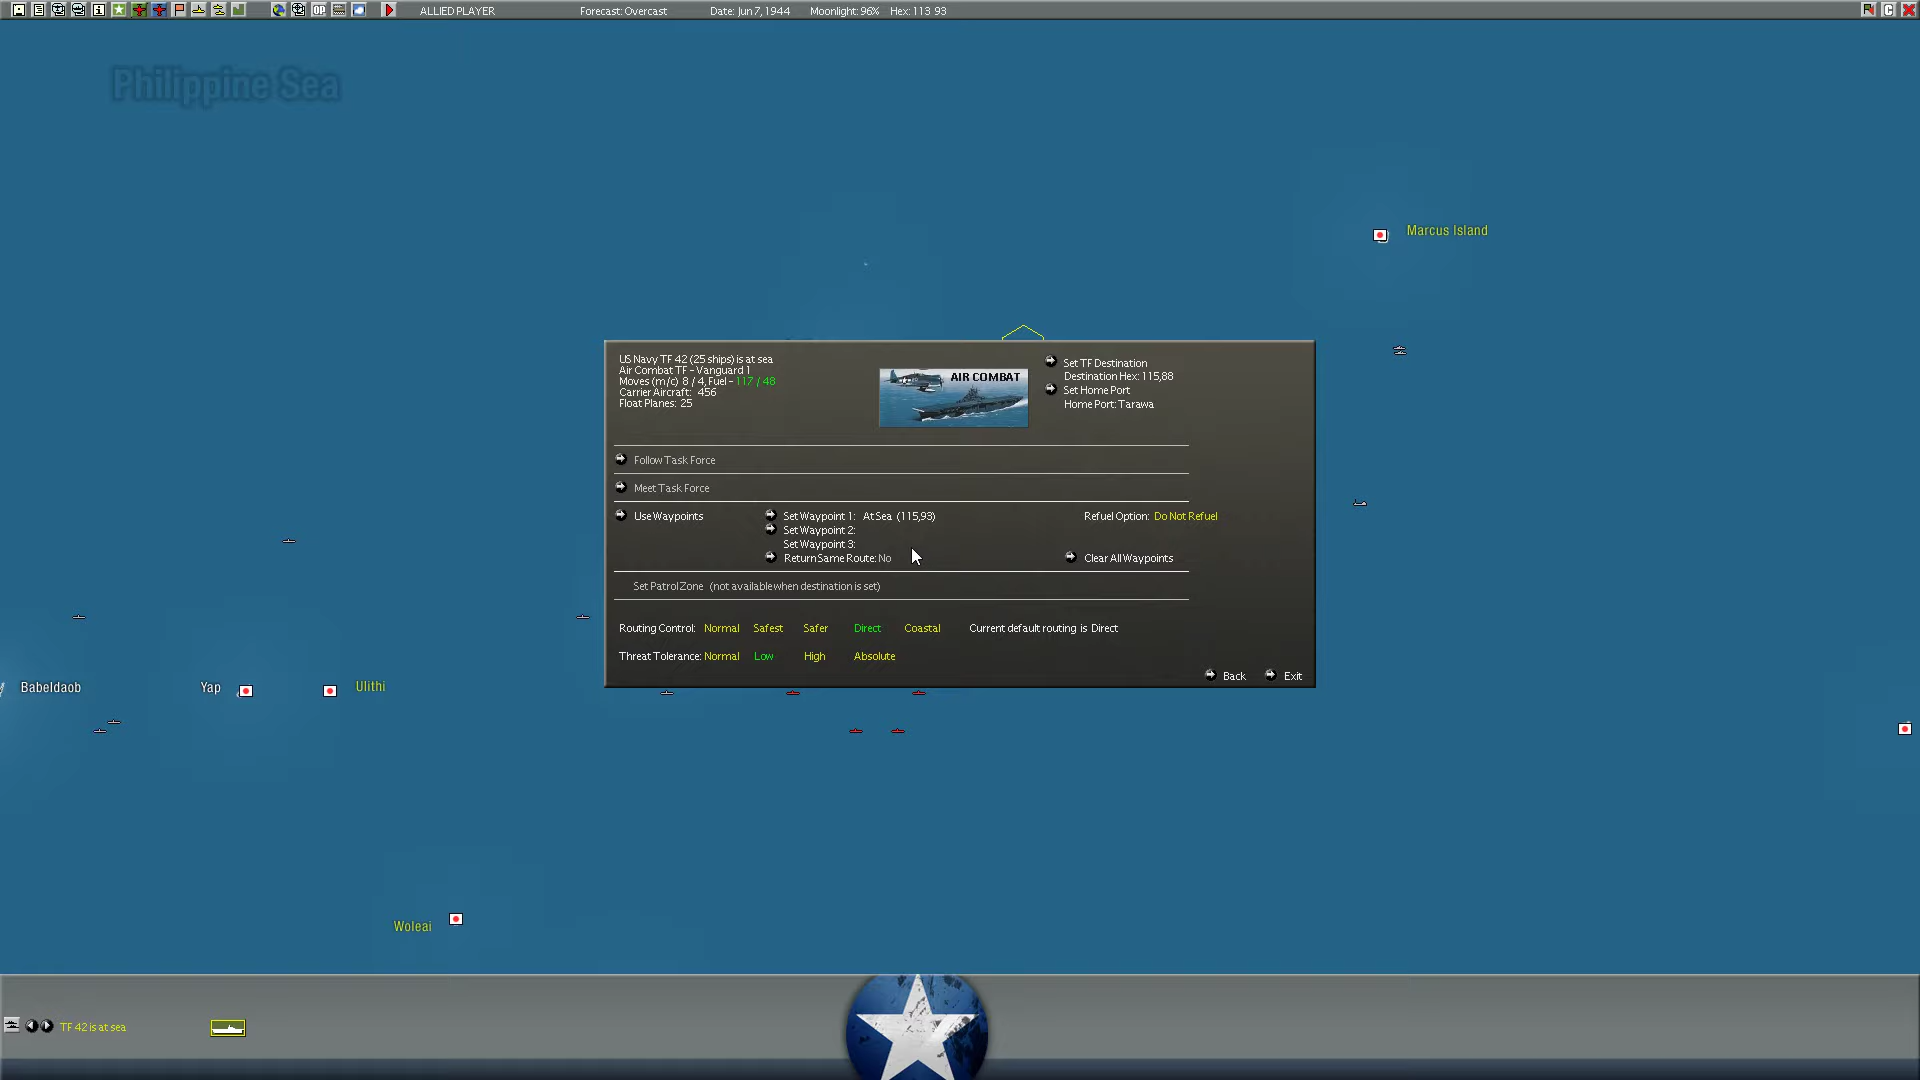 OP ALLIED PLAYER Forecast: Overcast Date: Jun 7, 1944 Moonlight: 96% Hex: 113 93 C
Philippine Sea
Marcus Island
US Navy TF 42 (25 ships) is at sea
Air Combat TF - Vanguard 1
Moves (m/c) 8 / 4, Fuel - 117 / 48
Carrier Aircraft: 456
Float Planes: 25
AIR COMBAT
Set TF Destination
Destination Hex: 115,88
Set Home Port
Home Port: Tarawa
Follow Task Force
Meet Task Force
Use Waypoints
Set Waypoint 1: At Sea (115,93)
Refuel Option: Do Not Refuel
Set Waypoint 2:
Set Waypoint 3:
Return Same Route: No
Clear All Waypoints
Set Patrol Zone (not available when destination is set)
Routing Control: Normal Safest Safer Direct Coastal Current default routing is Direct
Threat Tolerance: Normal Low High Absolute
Back Exit
Babeldaob
Yap
Ulithi
Woleai
TF 42 is at sea